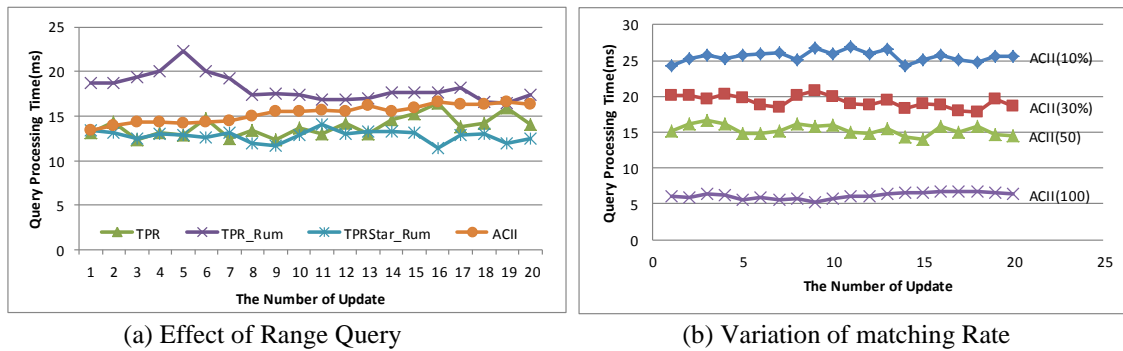 25
20
15
10
5
0
Query Processing Time(ms)
TPR TPR_Rum TPRStar_Rum ACII
1 2 3 4 5 6 7 8 9 10 11 12 13 14 15 16 17 18 19 20
The Number of Update
(a) Effect of Range Query
30
25
20
15
10
5
0
Query Processing Time(ms)
ACII(10%)
ACII(30%)
ACII(50)
ACII(100)
0 5 10 15 20 25
The Number of Update
(b) Variation of matching Rate